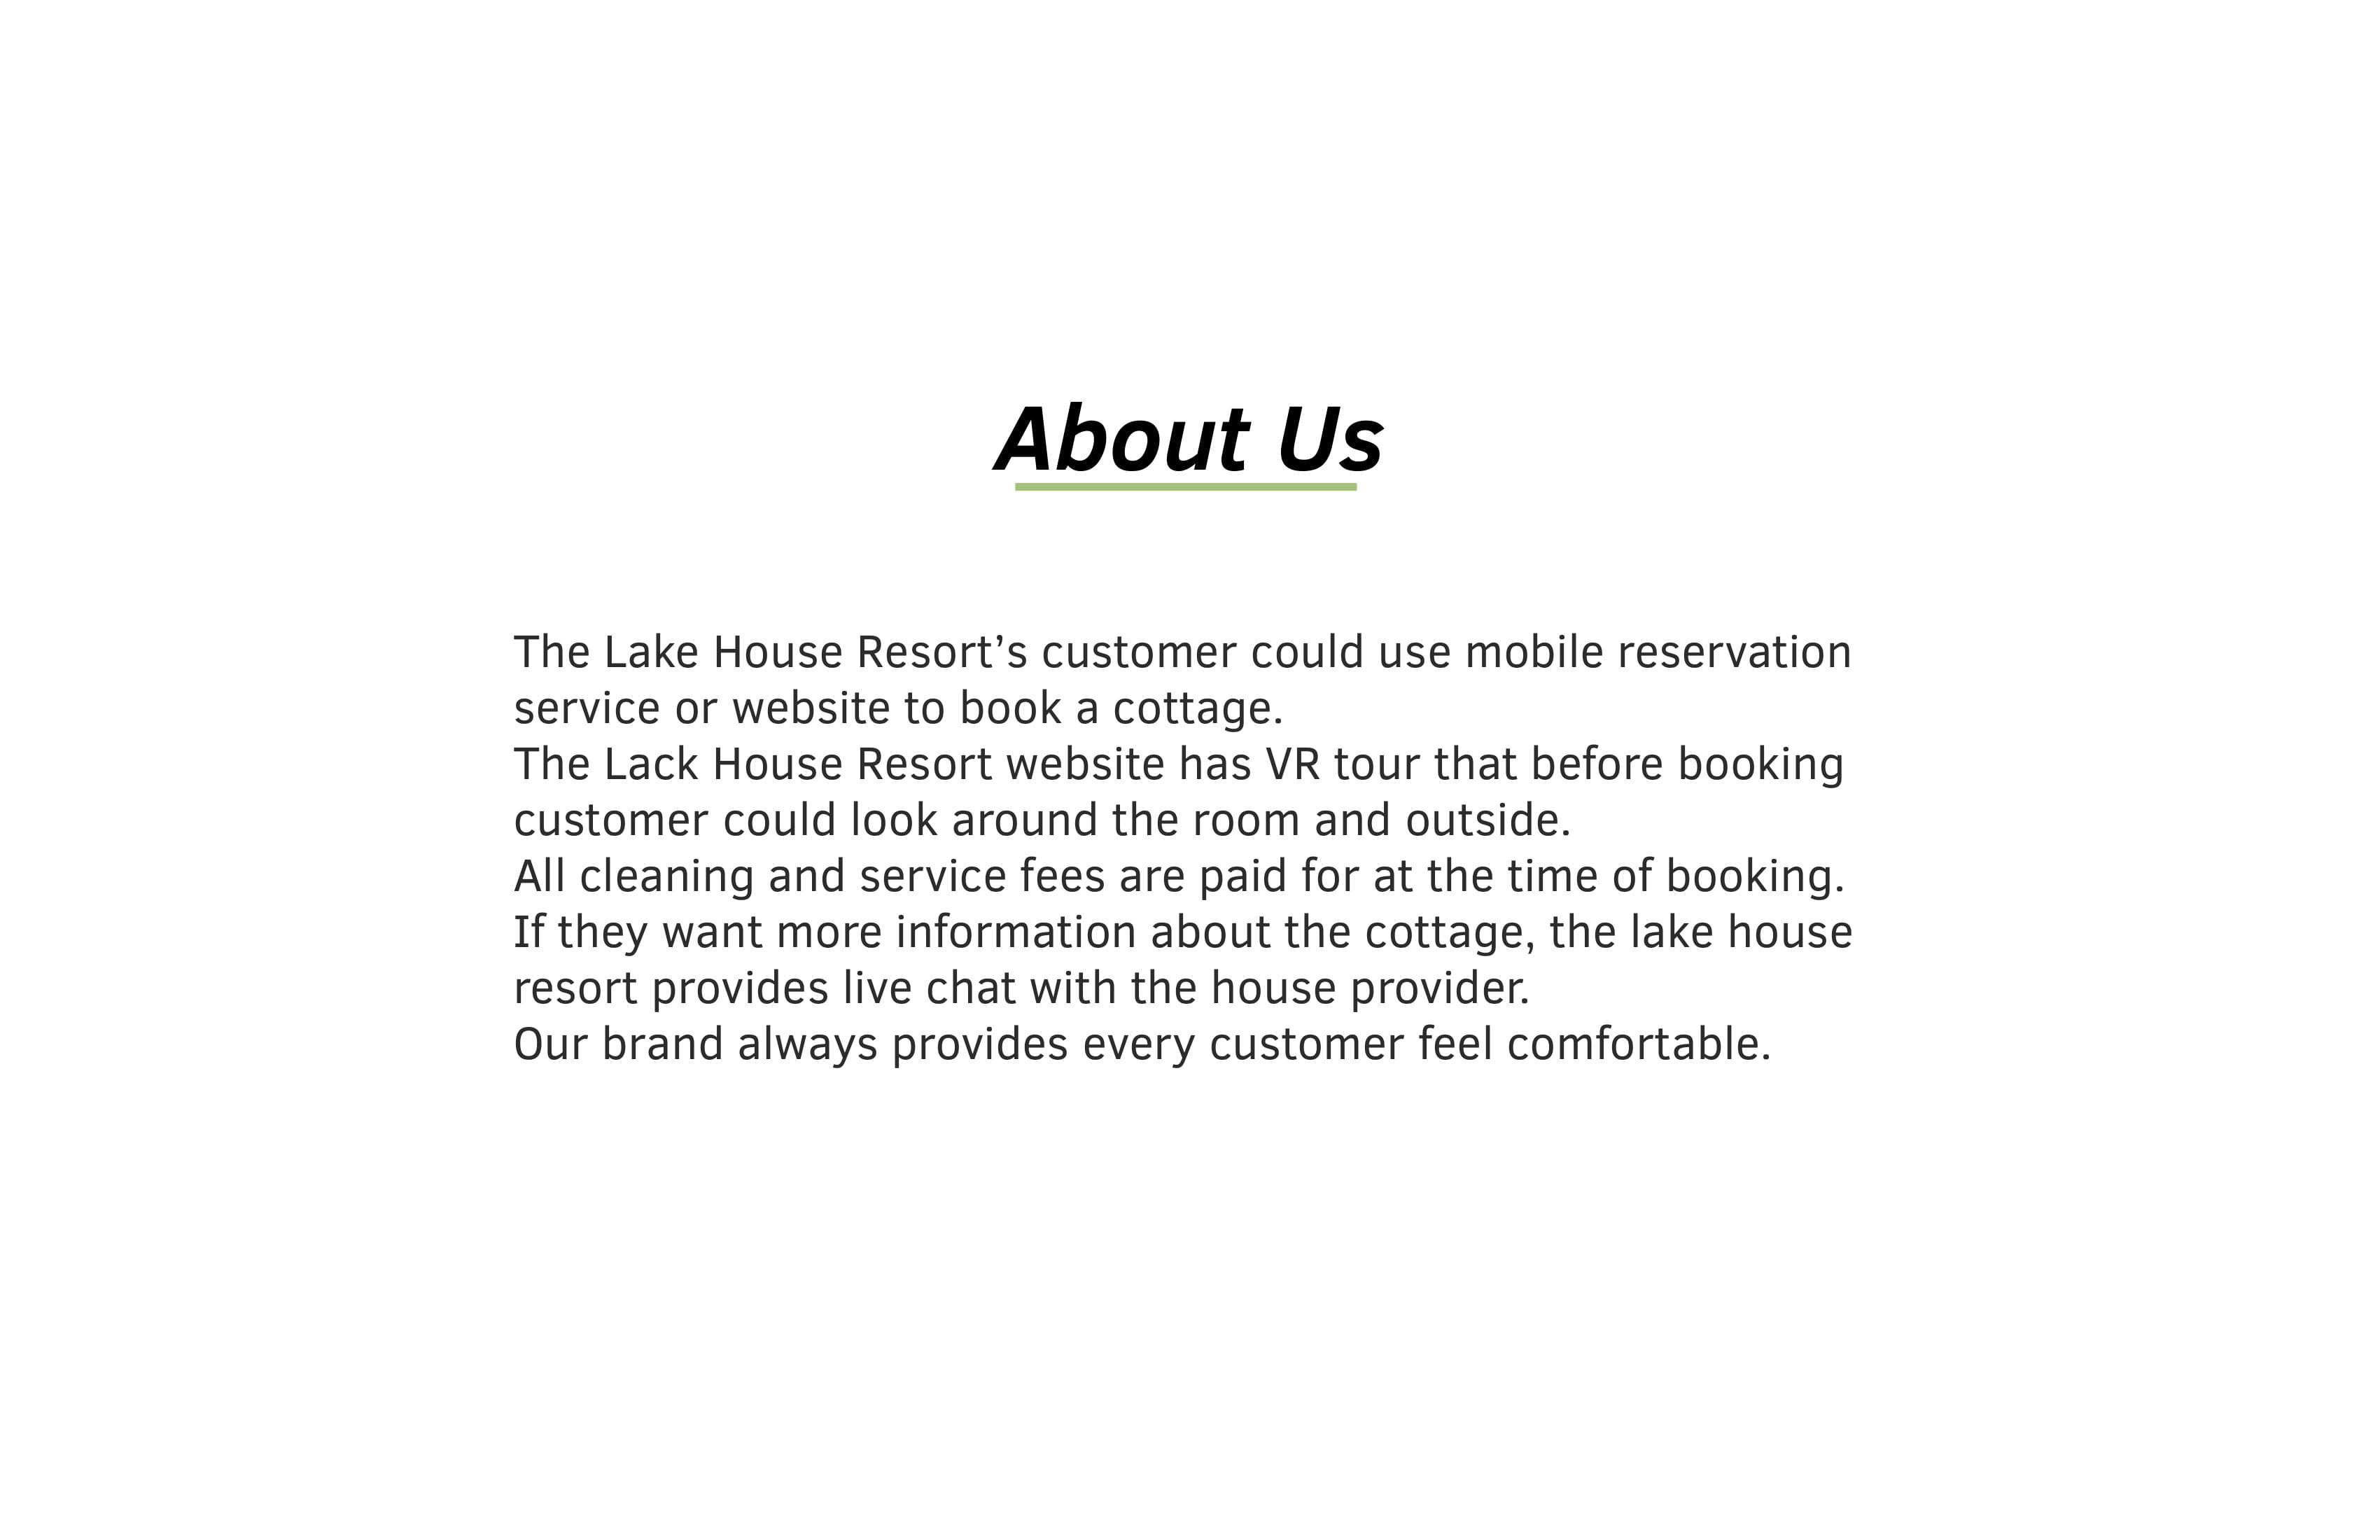 About Us
The Lake House Resort’s customer could use mobile reservation
service or website to book a cottage.
The Lack House Resort website has VR tour that before booking
customer could look around the room and outside.
All cleaning and service fees are paid for at the time of booking.
If they want more information about the cottage, the lake house
resort provides live chat with the house provider.
Our brand always provides every customer feel comfortable.